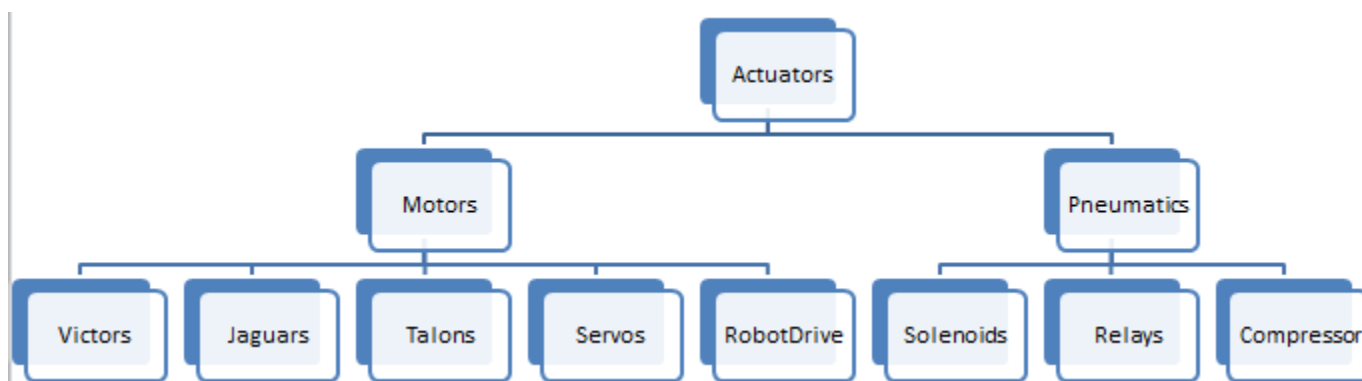 Actuators
Motors
Pneumatics
Victors
Jaguars
Talons
Servos
RobotDrive
Solenoids
Relays
Compressor